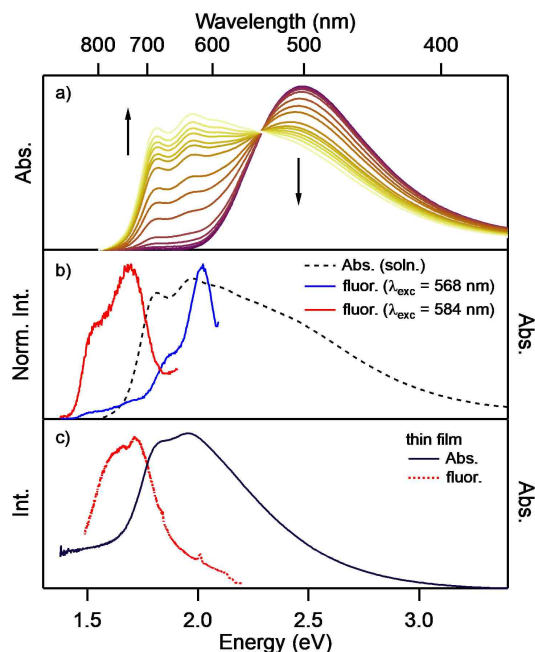 Wavelength (nm)
800 700 600 500 400
a)
Abs.
b)
Abs. (soln.)
fluor. (λexc = 568 nm)
fluor. (λexc = 584 nm)
Norm. Int.
Abs.
c)
thin film
Abs.
fluor.
Int.
Abs.
1.5 2.0 2.5 3.0
Energy (eV)